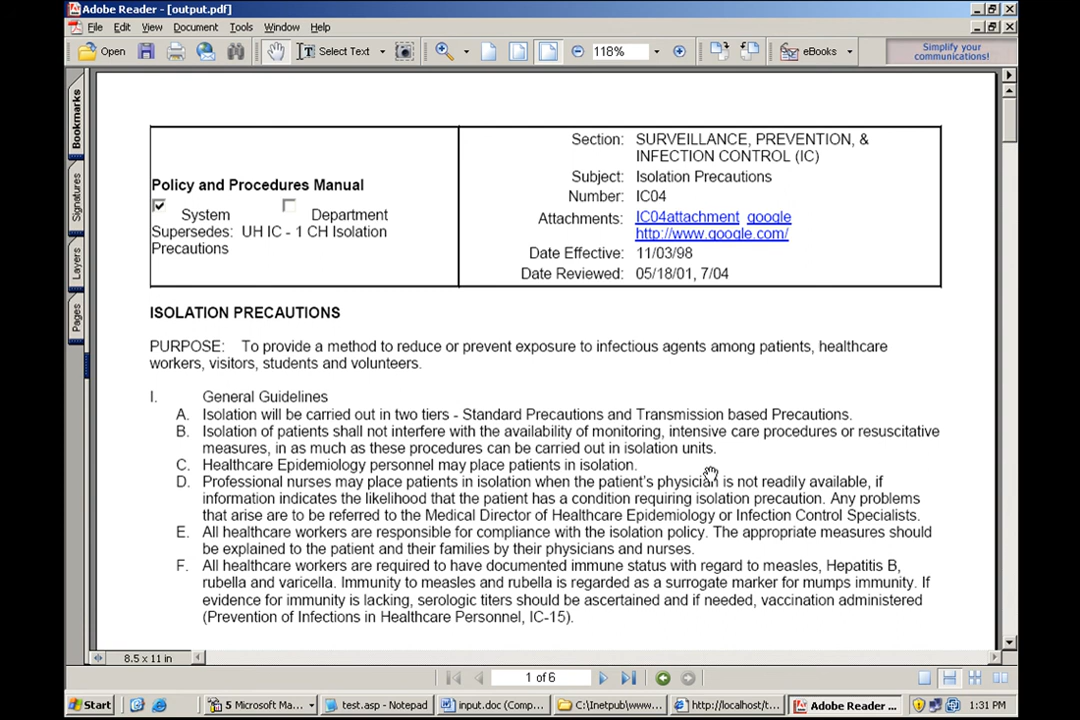 Adobe Reader - [output.pdf]
File Edit View Document Tools Window Help
Open Select Text 118% eBooks Simplify your communications!
Bookmarks
Signatures
Layers
Pages
Policy and Procedures Manual
System Department
Supersedes: UH IC - 1 CH Isolation
Precautions
Section: SURVEILLANCE, PREVENTION, &
INFECTION CONTROL (IC)
Subject: Isolation Precautions
Number: IC04
Attachments: IC04attachment google
http://www.google.com/
Date Effective: 11/03/98
Date Reviewed: 05/18/01, 7/04
ISOLATION PRECAUTIONS
PURPOSE: To provide a method to reduce or prevent exposure to infectious agents among patients, healthcare
workers, visitors, students and volunteers.
I. General Guidelines
A. Isolation will be carried out in two tiers - Standard Precautions and Transmission based Precautions.
B. Isolation of patients shall not interfere with the availability of monitoring, intensive care procedures or resuscitative
measures, in as much as these procedures can be carried out in isolation units.
C. Healthcare Epidemiology personnel may place patients in isolation.
D. Professional nurses may place patients in isolation when the patient's physician is not readily available, if
information indicates the likelihood that the patient has a condition requiring isolation precaution. Any problems
that arise are to be referred to the Medical Director of Healthcare Epidemiology or Infection Control Specialists.
E. All healthcare workers are responsible for compliance with the isolation policy. The appropriate measures should
be explained to the patient and their families by their physicians and nurses.
F. All healthcare workers are required to have documented immune status with regard to measles, Hepatitis B,
rubella and varicella. Immunity to measles and rubella is regarded as a surrogate marker for mumps immunity. If
evidence for immunity is lacking, serologic titers should be ascertained and if needed, vaccination administered
(Prevention of Infections in Healthcare Personnel, IC-15).
8.5 x 11 in
1 of 6
Start 5 Microsoft Ma... test.asp - Notepad input.doc (Comp... C:\Inetpub\www... http://localhost/t... Adobe Reader ... 1:31 PM